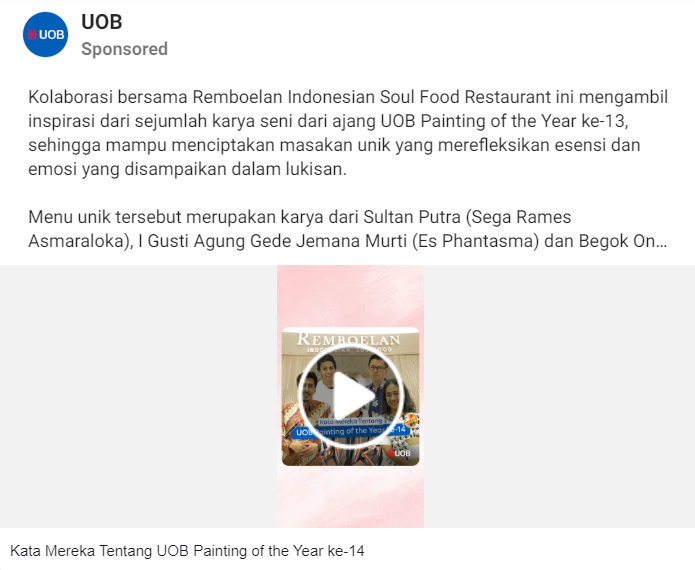 UOB
UOB
Sponsored
Kolaborasi bersama Remboelan Indonesian Soul Food Restaurant ini mengambil
inspirasi dari sejumlah karya seni dari ajang UOB Painting of the Year ke-13,
sehingga mampu menciptakan masakan unik yang merefleksikan esensi dan
emosi yang disampaikan dalam lukisan.
Menu unik tersebut merupakan karya dari Sultan Putra (Sega Rames
Asmaraloka), I Gusti Agung Gede Jemana Murti (Es Phantasma) dan Begok On...
REMBOELAN
Kata Mereka Tentang
UOB Painting of the Year ke-14
UOB
Kata Mereka Tentang UOB Painting of the Year ke-14